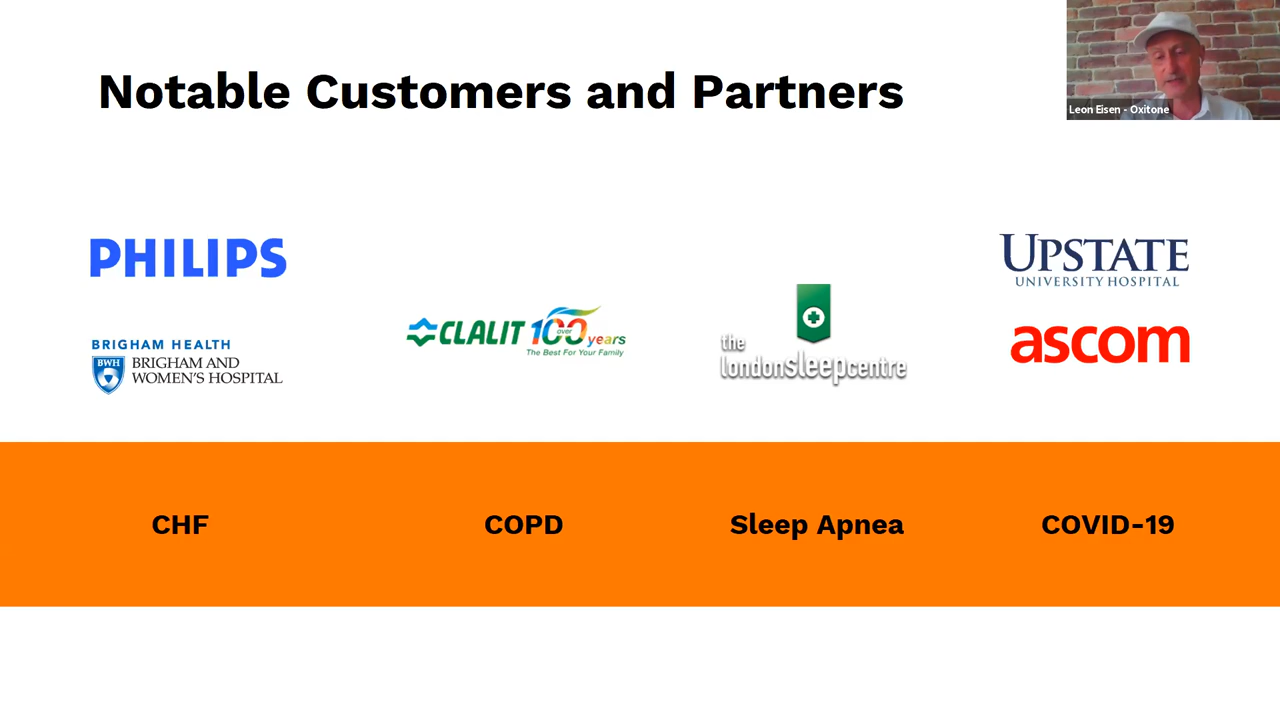 Notable Customers and Partners
Leon Eisen - Oxitone
PHILIPS
BRIGHAM HEALTH
BWH
BRIGHAM AND
WOMEN'S HOSPITAL
CLALIT 100 over years
The Best For Your Family
the
londonsleepcentre
UPSTATE
UNIVERSITY HOSPITAL
ascom
CHF
COPD
Sleep Apnea
COVID-19